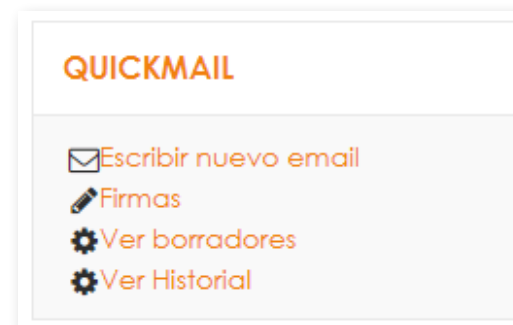 QUICKMAIL
Escribir nuevo email
Firmas
Ver borradores
Ver Historial